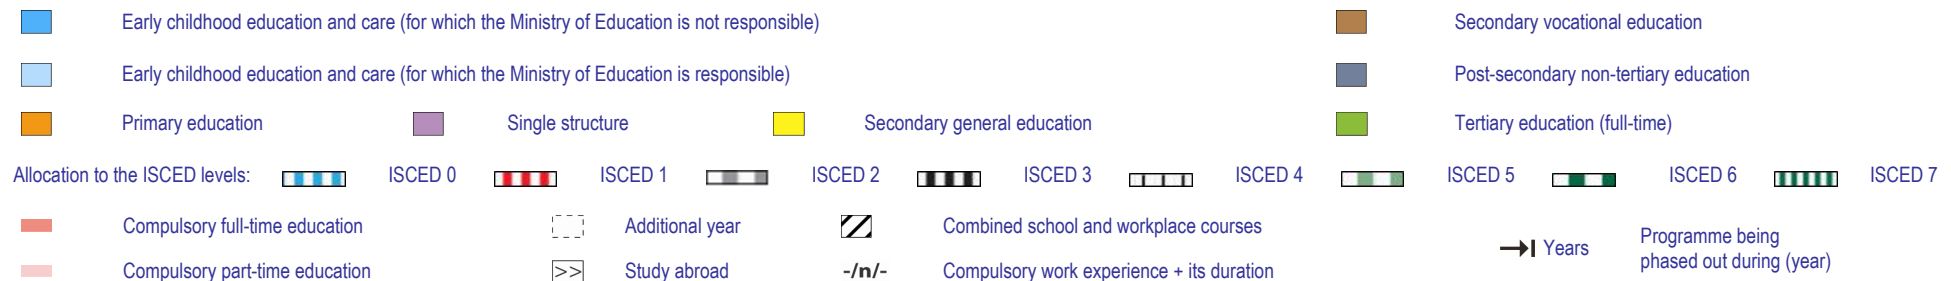 Early childhood education and care (for which the Ministry of Education is not responsible)
Secondary vocational education
Early childhood education and care (for which the Ministry of Education is responsible)
Post-secondary non-tertiary education
Primary education
Single structure
Secondary general education
Tertiary education (full-time)
Allocation to the ISCED levels:
ISCED 0
ISCED 1
ISCED 2
ISCED 3
ISCED 4
ISCED 5
ISCED 6
ISCED 7
Compulsory full-time education
Additional year
Combined school and workplace courses
Years
Programme being
phased out during (year)
Compulsory part-time education
>>
Study abroad
-/n/-
Compulsory work experience + its duration